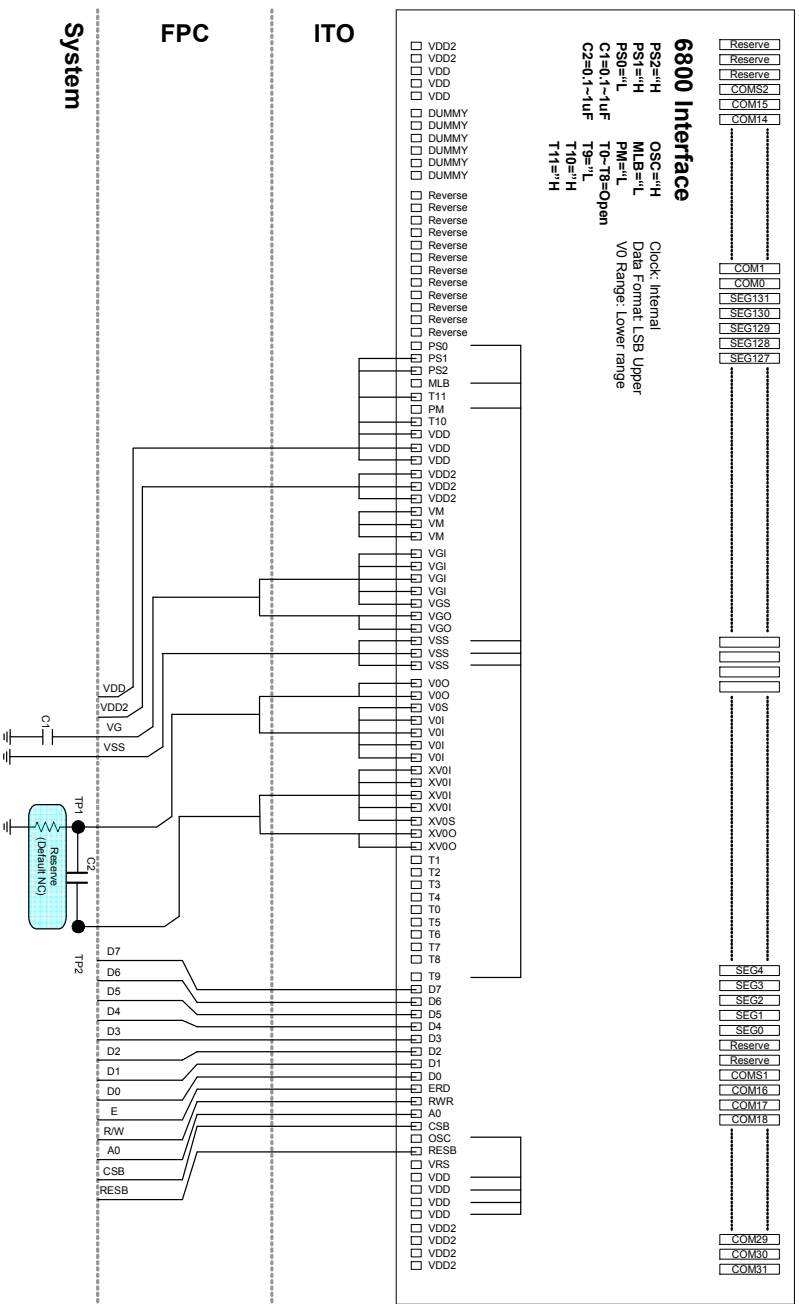 6800 Interface
PS2="H
PS1="H
PS0="L
C1=0.1~1uF
C2=0.1~1uF
OSC="H
MLB="L
PM="L
T0~T8=Open
T9="L
T10="H
T11="H
Clock: Internal
Data Format: LSB Upper
V0 Range: Lower range
System
FPC
ITO
VDD2
VDD2
VDD
VDD
VDD
DUMMY
DUMMY
DUMMY
DUMMY
DUMMY
DUMMY
Reverse
Reverse
Reverse
Reverse
Reverse
Reverse
Reverse
Reverse
Reverse
Reverse
Reverse
Reverse
PS0
PS1
PS2
MLB
T11
PM
T10
VDD
VDD
VDD
VDD2
VDD2
VDD2
VM
VM
VM
VGI
VGI
VGI
VGI
VGS
VGO
VGO
VSS
VSS
VSS
V0O
V0O
V0S
V0I
V0I
V0I
V0I
XV0I
XV0I
XV0I
XV0I
XV0S
XV0O
XV0O
T1
T2
T3
T4
T0
T5
T6
T7
T8
T9
D7
D6
D5
D4
D3
D2
D1
D0
ERD
RWR
A0
CSB
OSC
RESB
VRS
VDD
VDD
VDD
VDD
VDD2
VDD2
VDD2
VDD2
Reserve
Reserve
Reserve
COMS2
COM15
COM14
COM1
COM0
SEG131
SEG130
SEG129
SEG128
SEG127
SEG4
SEG3
SEG2
SEG1
SEG0
Reserve
Reserve
COMS1
COM16
COM17
COM18
COM29
COM30
COM31
VDD
VDD2
VG
VSS
C1
TP1
C2
TP2
Reserve
(Default NC)
D7
D6
D5
D4
D3
D2
D1
D0
E
R/W
A0
CSB
RESB